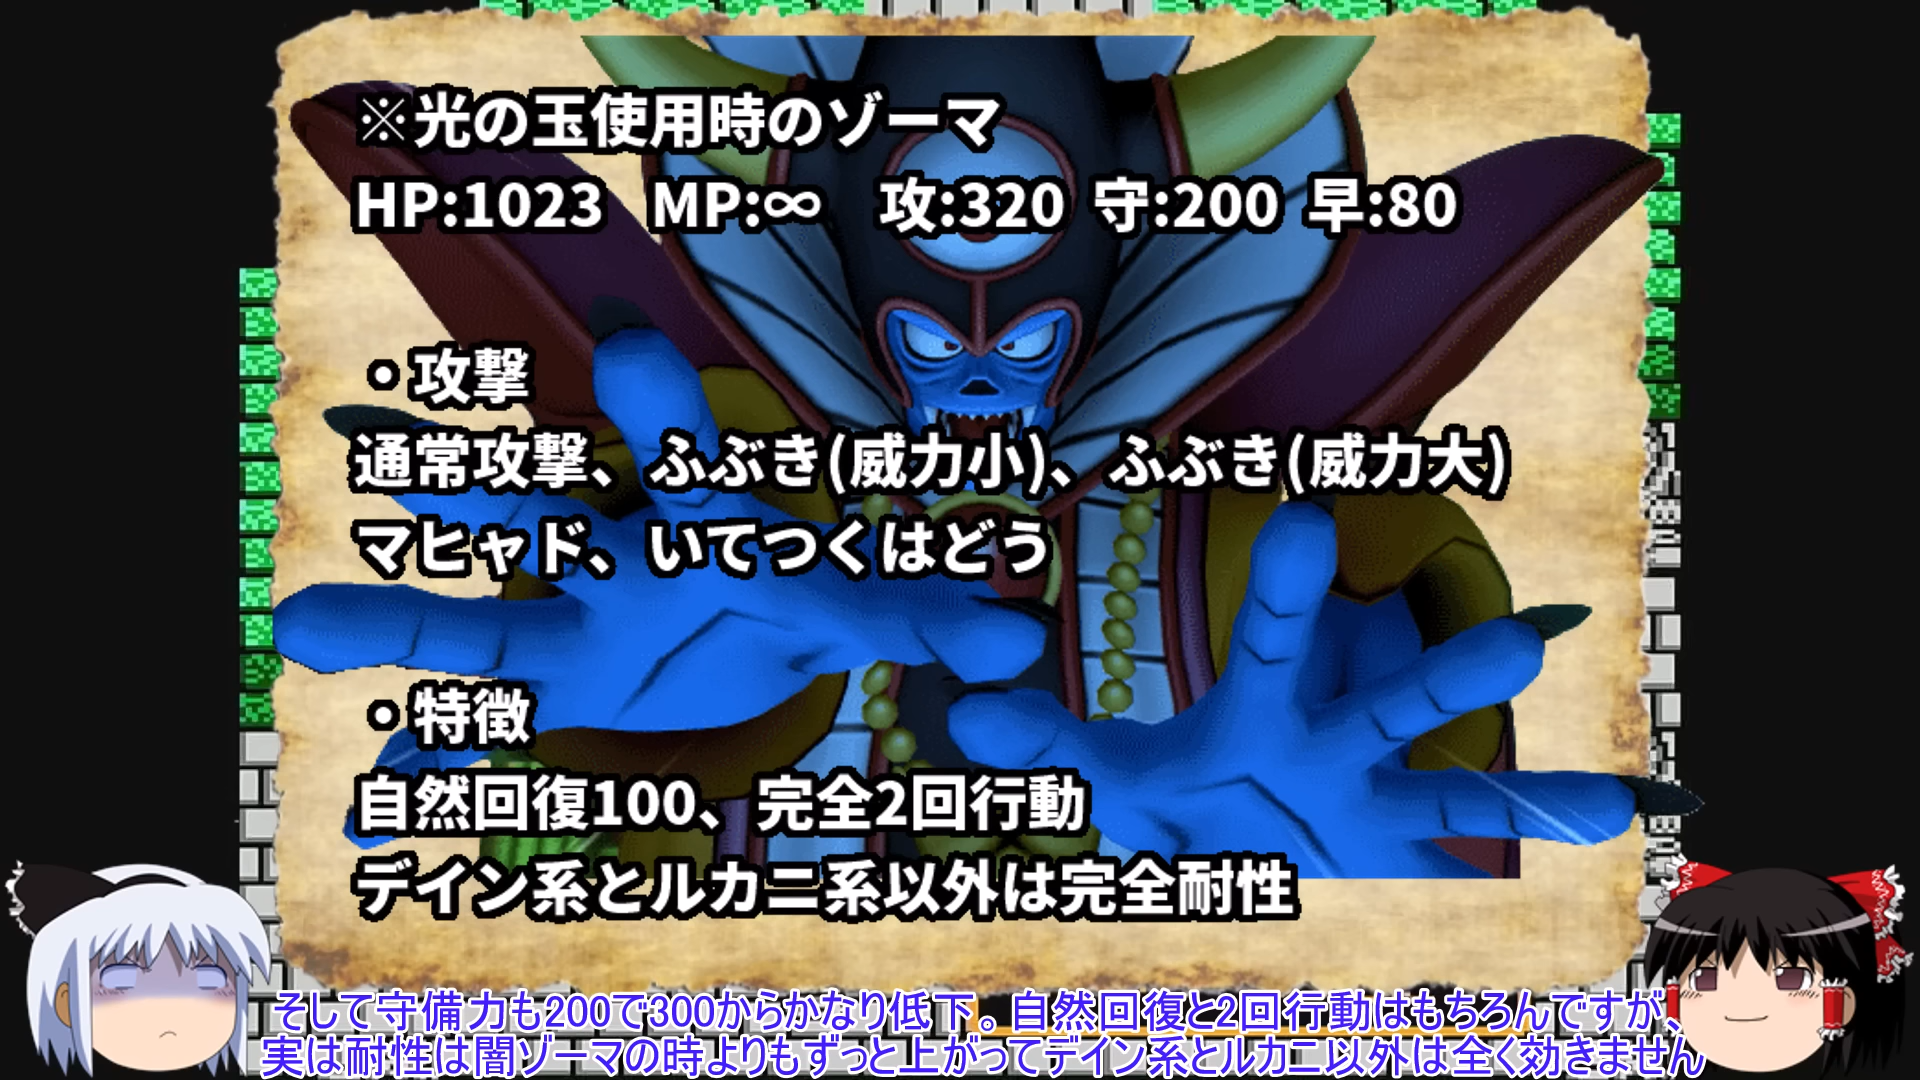 ※光の玉使用時のゾーマ
HP:1023 MP:∞ 攻:320 守:200 早:80
・攻撃
通常攻撃、ふぶき(威力小)、ふぶき(威力大)
マヒャド、いてつくはどう
・特徴
自然回復100、完全2回行動
デイン系とルカニ系以外は完全耐性
そして守備力も200で300からかなり低下。自然回復と2回行動はもちろんですが、
実は耐性は闇ゾーマの時よりもずっと上がってデイン系とルカニ以外は全く効きません